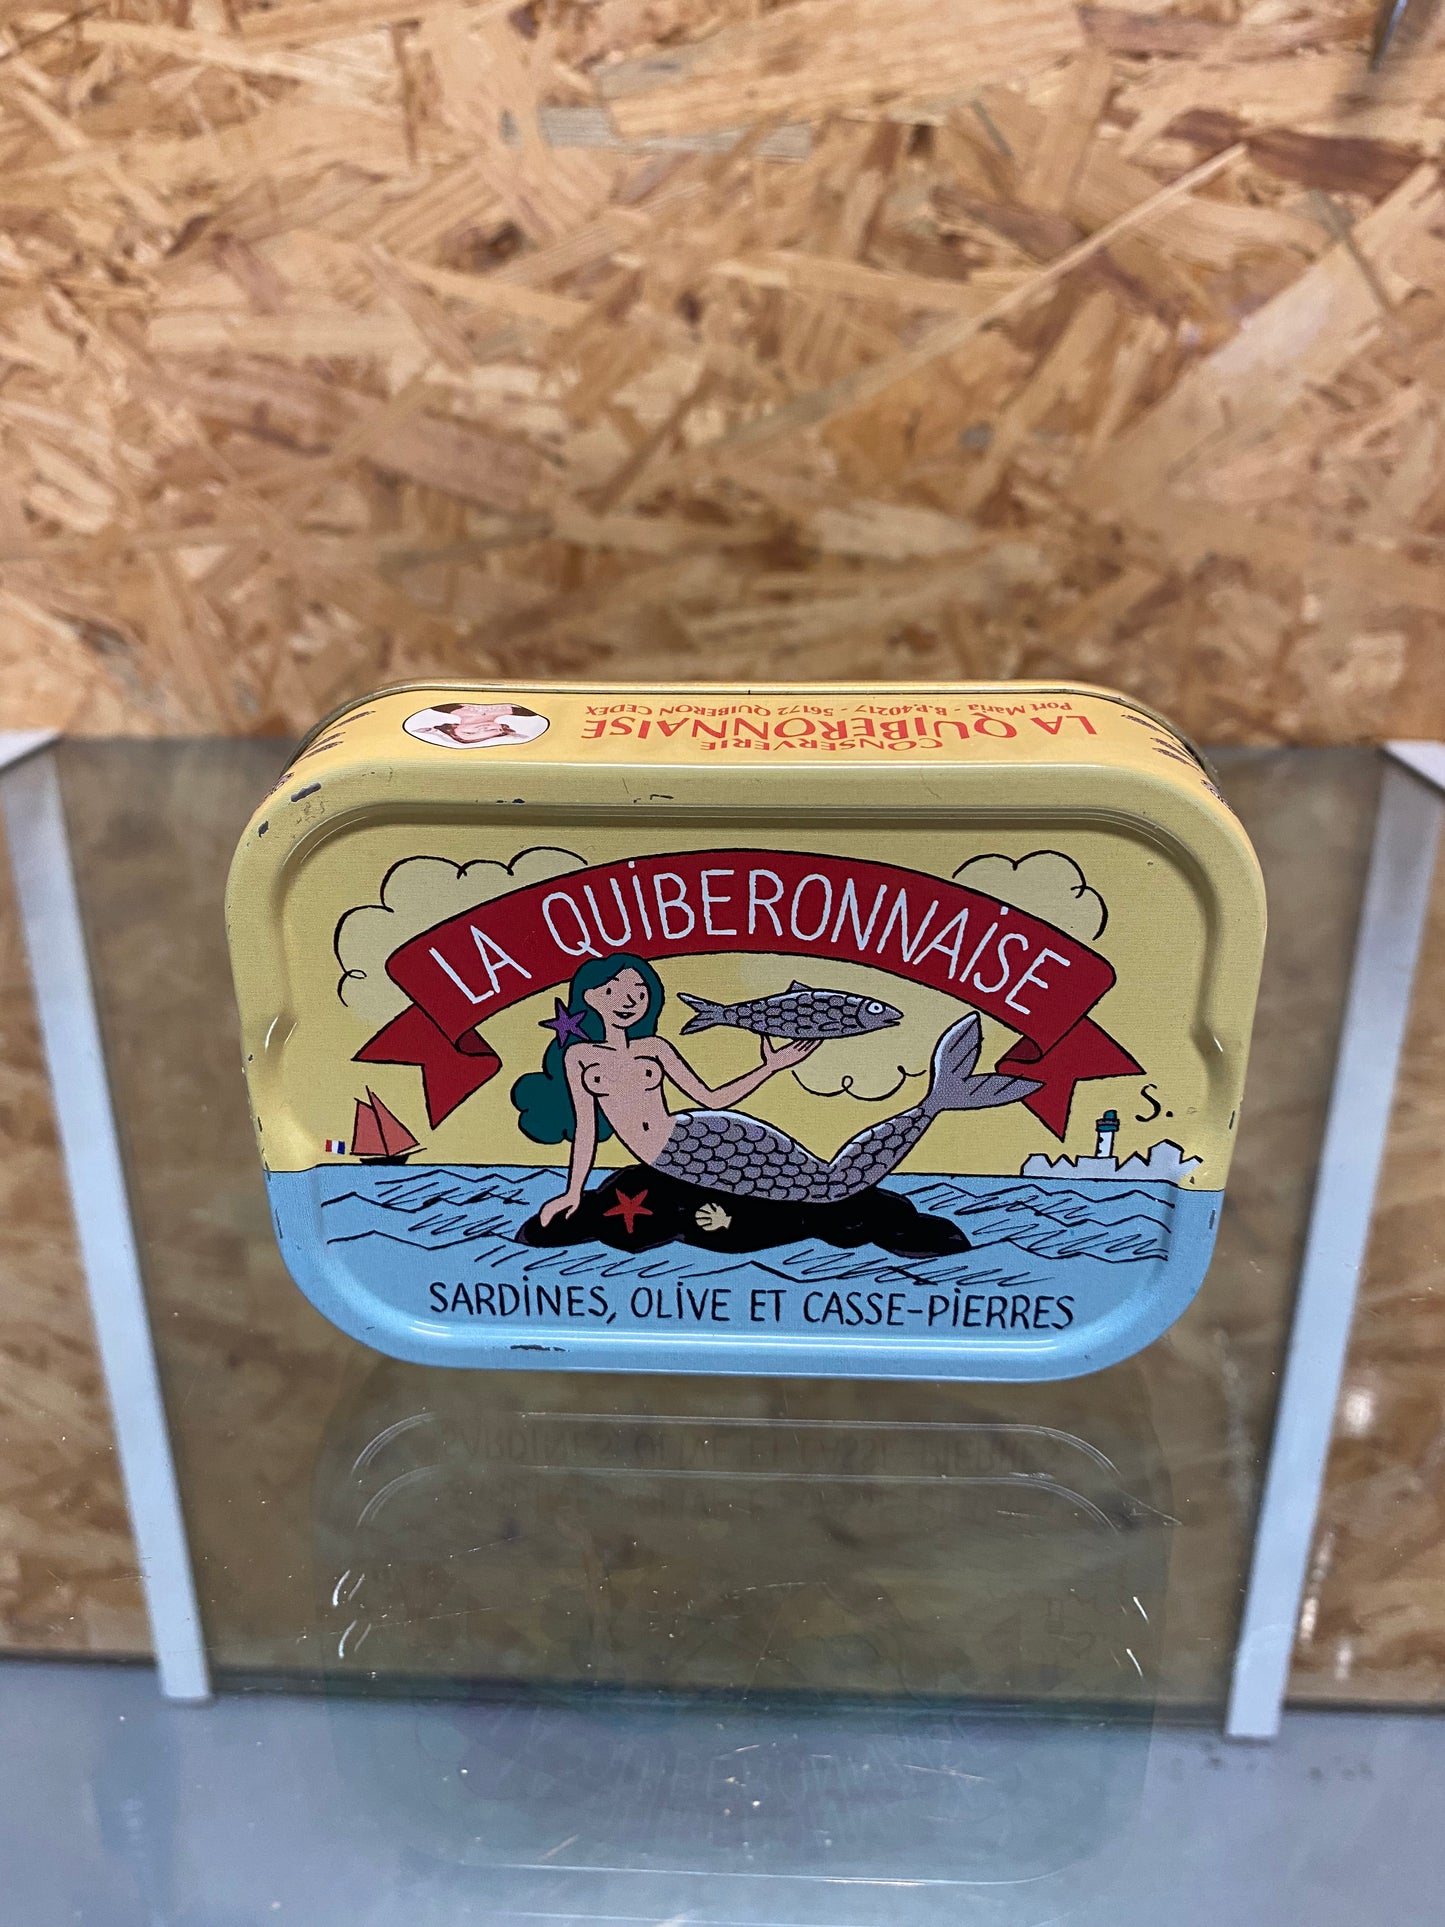 CONSERVERIE
LA QUIBERONNAISE
Port Maria - B.P.40217 - 56172 QUIBERON CEDEX
LA QUIBERONNAISE
S.
SARDINES, OLIVE ET CASSE-PIERRES